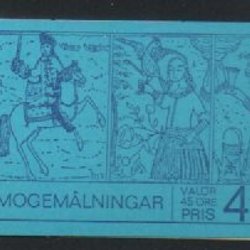 MOGEMÅLNINGAR
VALÖR
45 ÖRE
PRIS 4